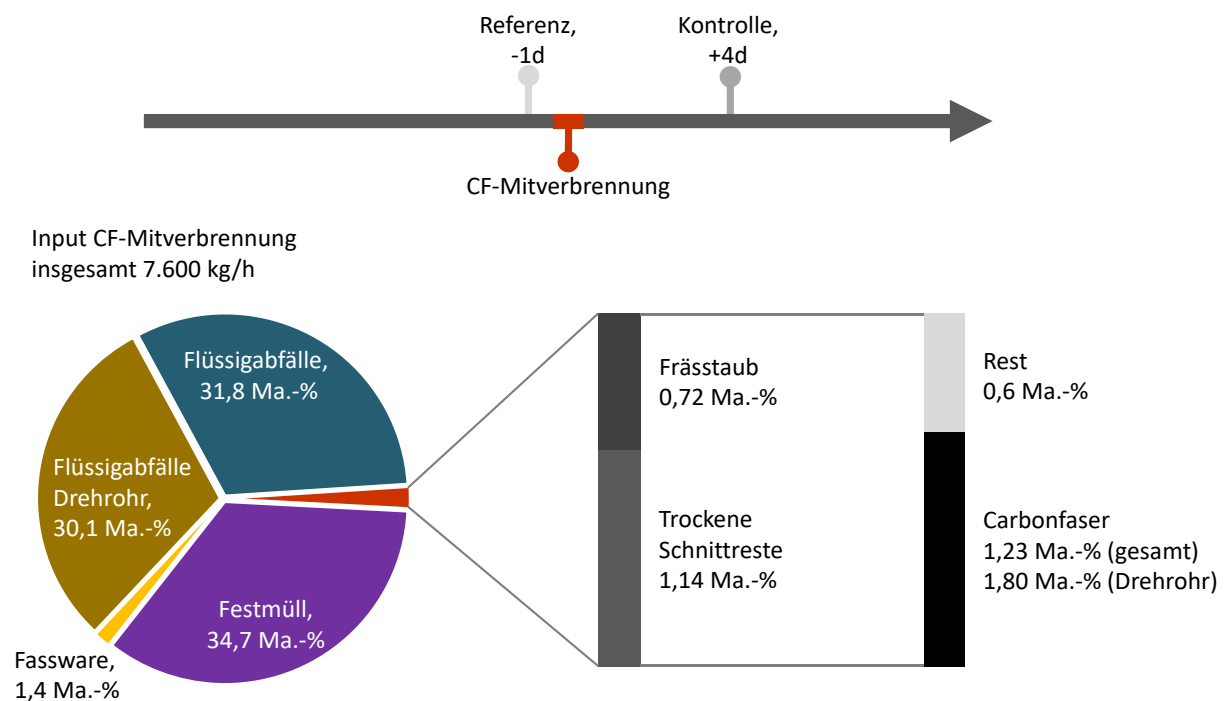 Referenz,
-1d
Kontrolle,
+4d
CF-Mitverbrennung
Input CF-Mitverbrennung
insgesamt 7.600 kg/h
Flüssigabfälle,
31,8 Ma.-%
Flüssigabfälle
Drehrohr,
30,1 Ma.-%
Festmüll,
34,7 Ma.-%
Fassware,
1,4 Ma.-%
Frässtaub
0,72 Ma.-%
Trockene
Schnittreste
1,14 Ma.-%
Rest
0,6 Ma.-%
Carbonfaser
1,23 Ma.-% (gesamt)
1,80 Ma.-% (Drehrohr)